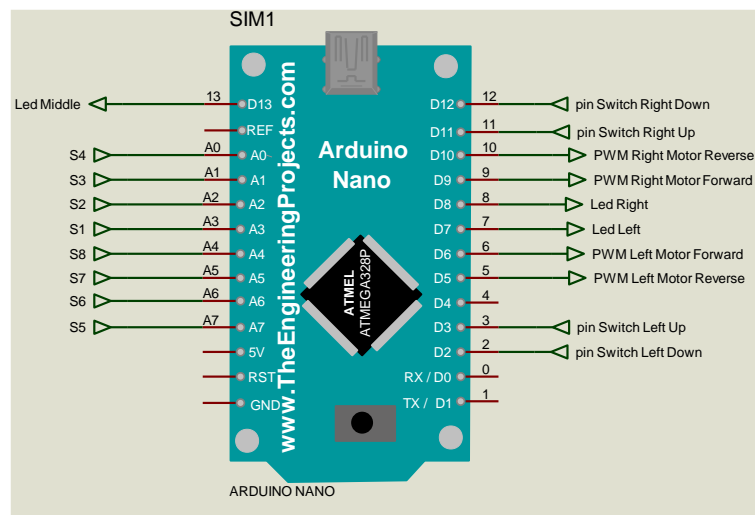 SIM1
Led Middle
13
D13
REF
S4
A0
A0
S3
A1
A1
S2
A2
A2
S1
A3
A3
S8
A4
A4
S7
A5
A5
S6
A6
A6
S5
A7
A7
5V
RST
GND
www.TheEngineeringProjects.com
Arduino
Nano
ATMEL
ATMEGA328P
D12
12
pin Switch Right Down
D11
11
pin Switch Right Up
D10
10
PWM Right Motor Reverse
D9
9
PWM Right Motor Forward
D8
8
Led Right
D7
7
Led Left
D6
6
PWM Left Motor Forward
D5
5
PWM Left Motor Reverse
D4
4
D3
3
pin Switch Left Up
D2
2
pin Switch Left Down
RX / D0
0
TX / D1
1
ARDUINO NANO